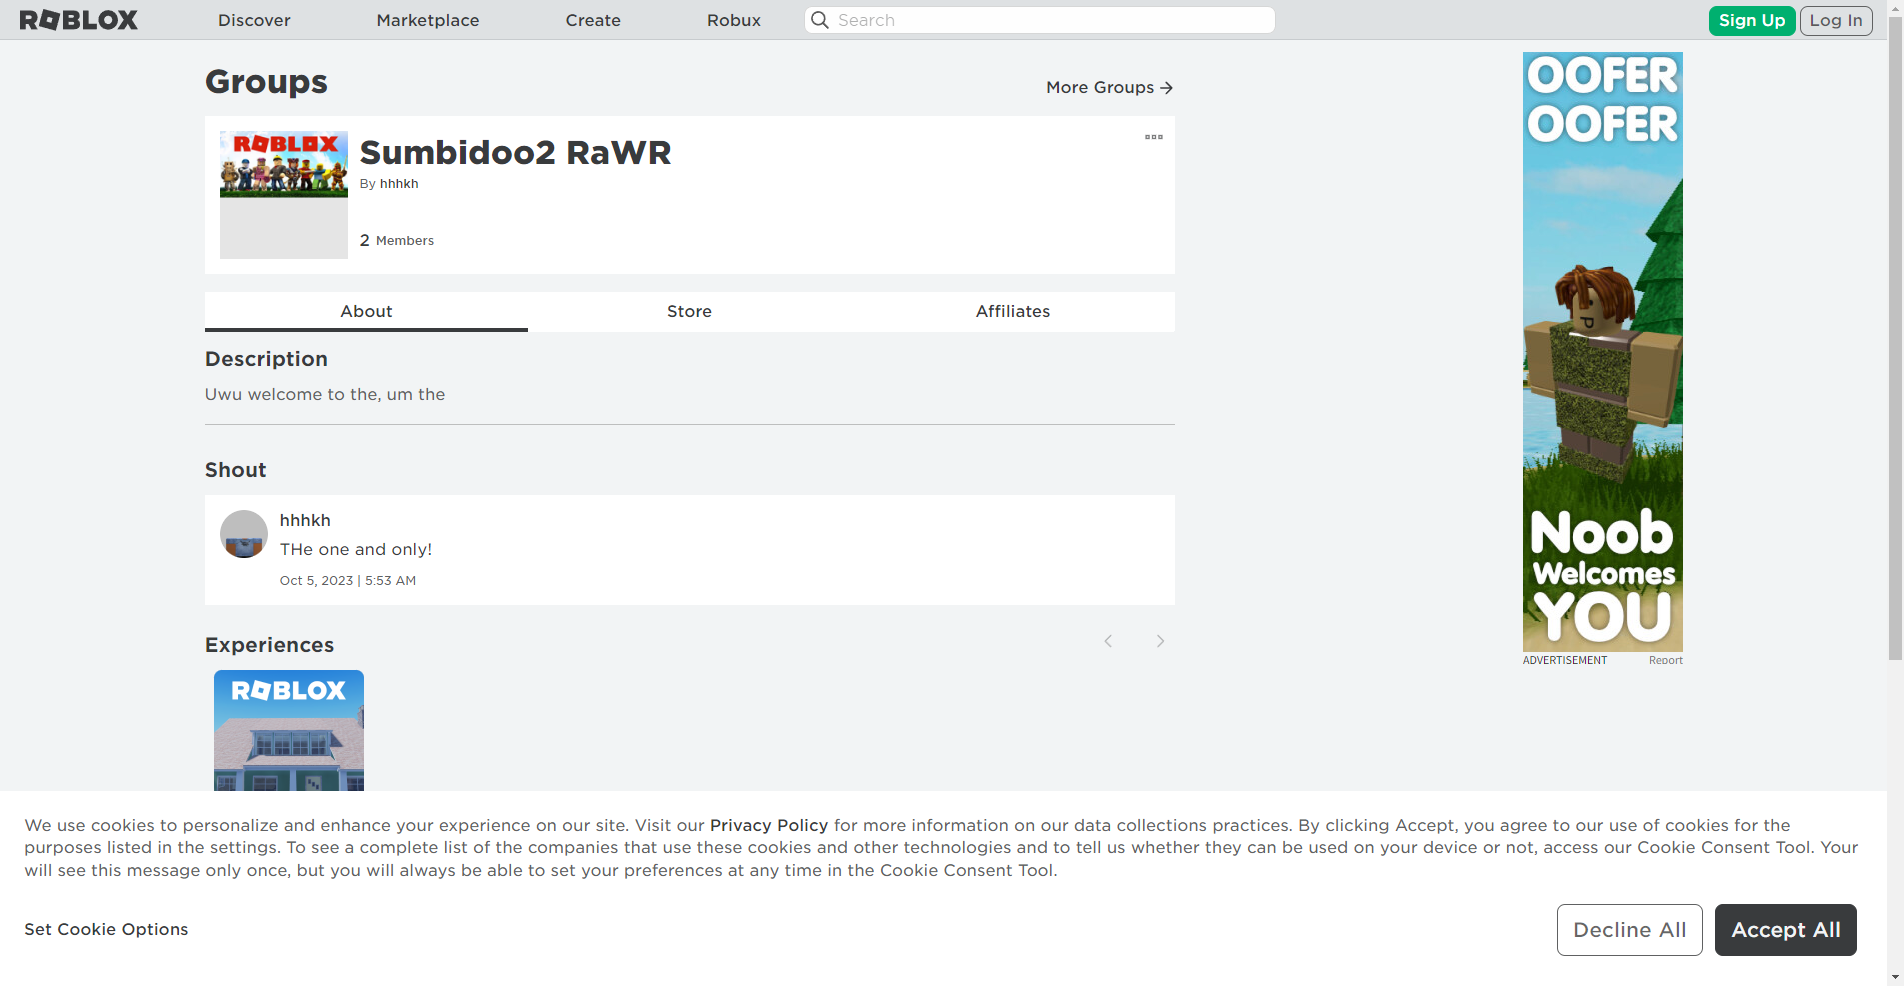 ROBLOX Discover Marketplace Create Robux Search Sign Up Log In
Groups
More Groups
ROBLOX
Sumbidoo2 RaWR
By hhhkh
2 Members
About Store Affiliates
Description
Uwu welcome to the, um the
Shout
hhhkh
THe one and only!
Oct 5, 2023 | 5:53 AM
Experiences
ROBLOX
OOFER
OOFER
Noob
Welcomes
YOU
ADVERTISEMENT Report
We use cookies to personalize and enhance your experience on our site. Visit our Privacy Policy for more information on our data collections practices. By clicking Accept, you agree to our use of cookies for the
purposes listed in the settings. To see a complete list of the companies that use these cookies and other technologies and to tell us whether they can be used on your device or not, access our Cookie Consent Tool. Your
will see this message only once, but you will always be able to set your preferences at any time in the Cookie Consent Tool.
Set Cookie Options
Decline All
Accept All